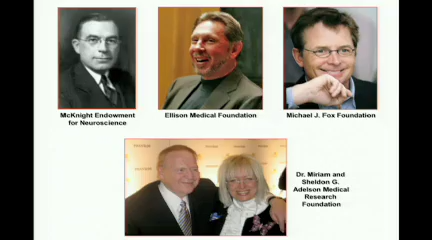 McKnight Endowment
for Neuroscience
Ellison Medical Foundation
Michael J. Fox Foundation
Dr. Miriam and
Sheldon G.
Adelson Medical
Research
Foundation